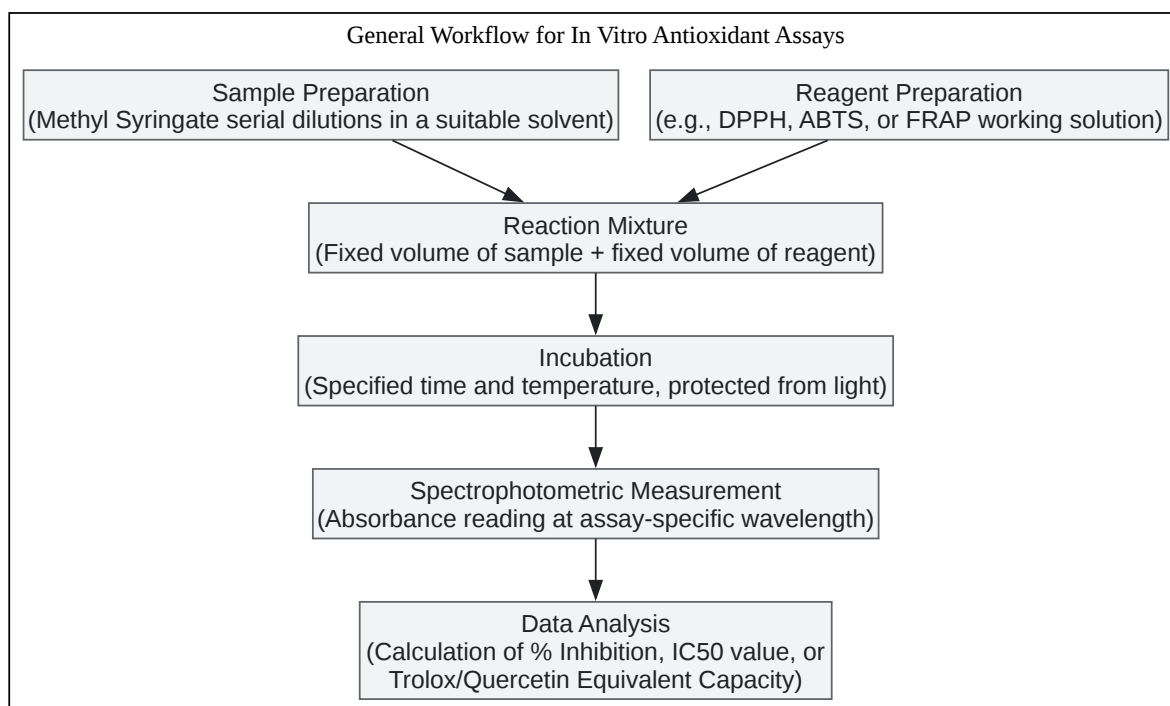 General Workflow for In Vitro Antioxidant Assays
Sample Preparation
(Methyl Syringate serial dilutions in a suitable solvent)
Reagent Preparation
(e.g., DPPH, ABTS, or FRAP working solution)
Reaction Mixture
(Fixed volume of sample + fixed volume of reagent)
Incubation
(Specified time and temperature, protected from light)
Spectrophotometric Measurement
(Absorbance reading at assay-specific wavelength)
Data Analysis
(Calculation of % Inhibition, IC50 value, or
Trolox/Quercetin Equivalent Capacity)